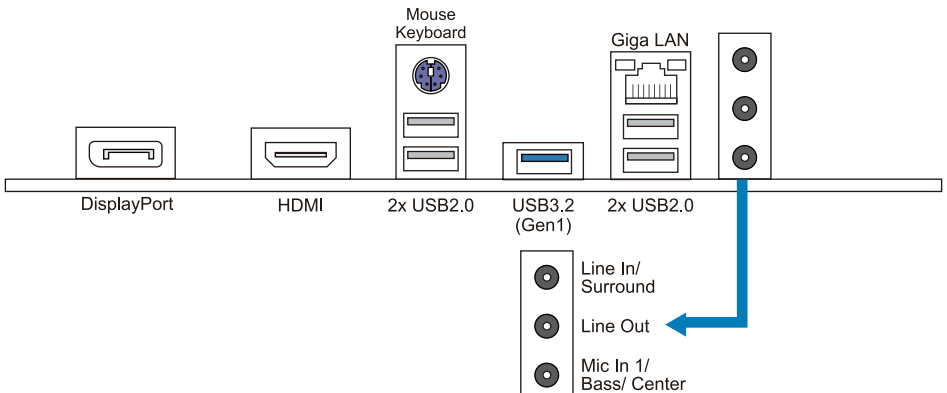 Mouse
Keyboard
Giga LAN
DisplayPort
HDMI
2x USB2.0
USB3.2
(Gen1)
2x USB2.0
Line In/
Surround
Line Out
Mic In 1/
Bass/ Center